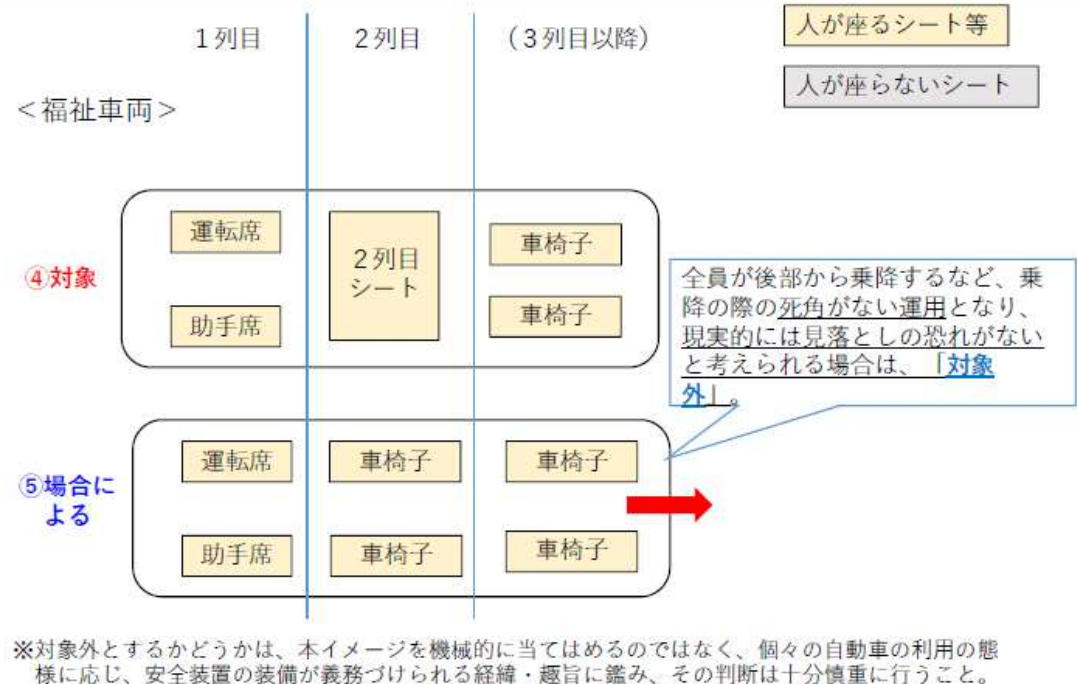 1列目
2列目
（3列目以降）
人が座るシート等
人が座らないシート
＜福祉車両＞
④対象
運転席
助手席
2列目
シート
車椅子
車椅子
全員が後部から乗降するなど、乗
降の際の死角がない運用となり、
現実的には見落としの恐れがない
と考えられる場合は、「対象
外」。
⑤場合に
よる
運転席
車椅子
車椅子
助手席
車椅子
車椅子
※対象外とするかどうかは、本イメージを機械的に当てはめるのではなく、個々の自動車の利用の態
様に応じ、安全装置の装備が義務づけられる経緯・趣旨に鑑み、その判断は十分慎重に行うこと。